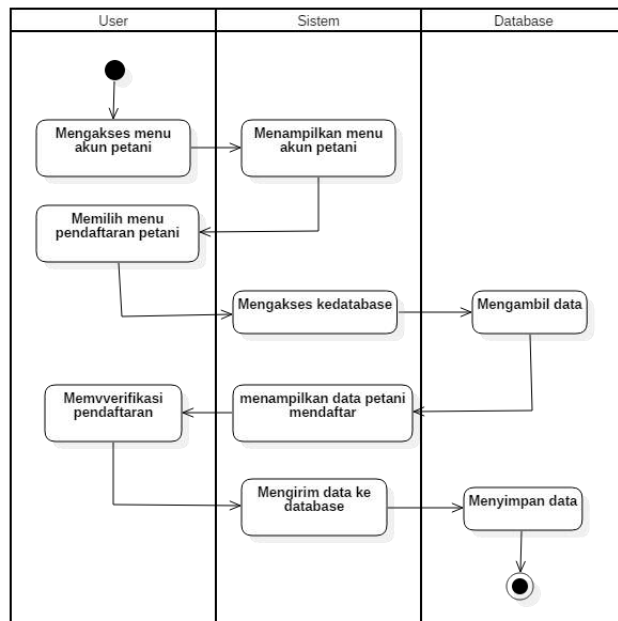 User
Sistem
Database
Mengakses menu
akun petani
Menampilkan menu
akun petani
Memilih menu
pendaftaran petani
Mengakses kedatabase
Mengambil data
Memvverifikasi
pendaftaran
menampilkan data petani
mendaftar
Mengirim data ke
database
Menyimpan data